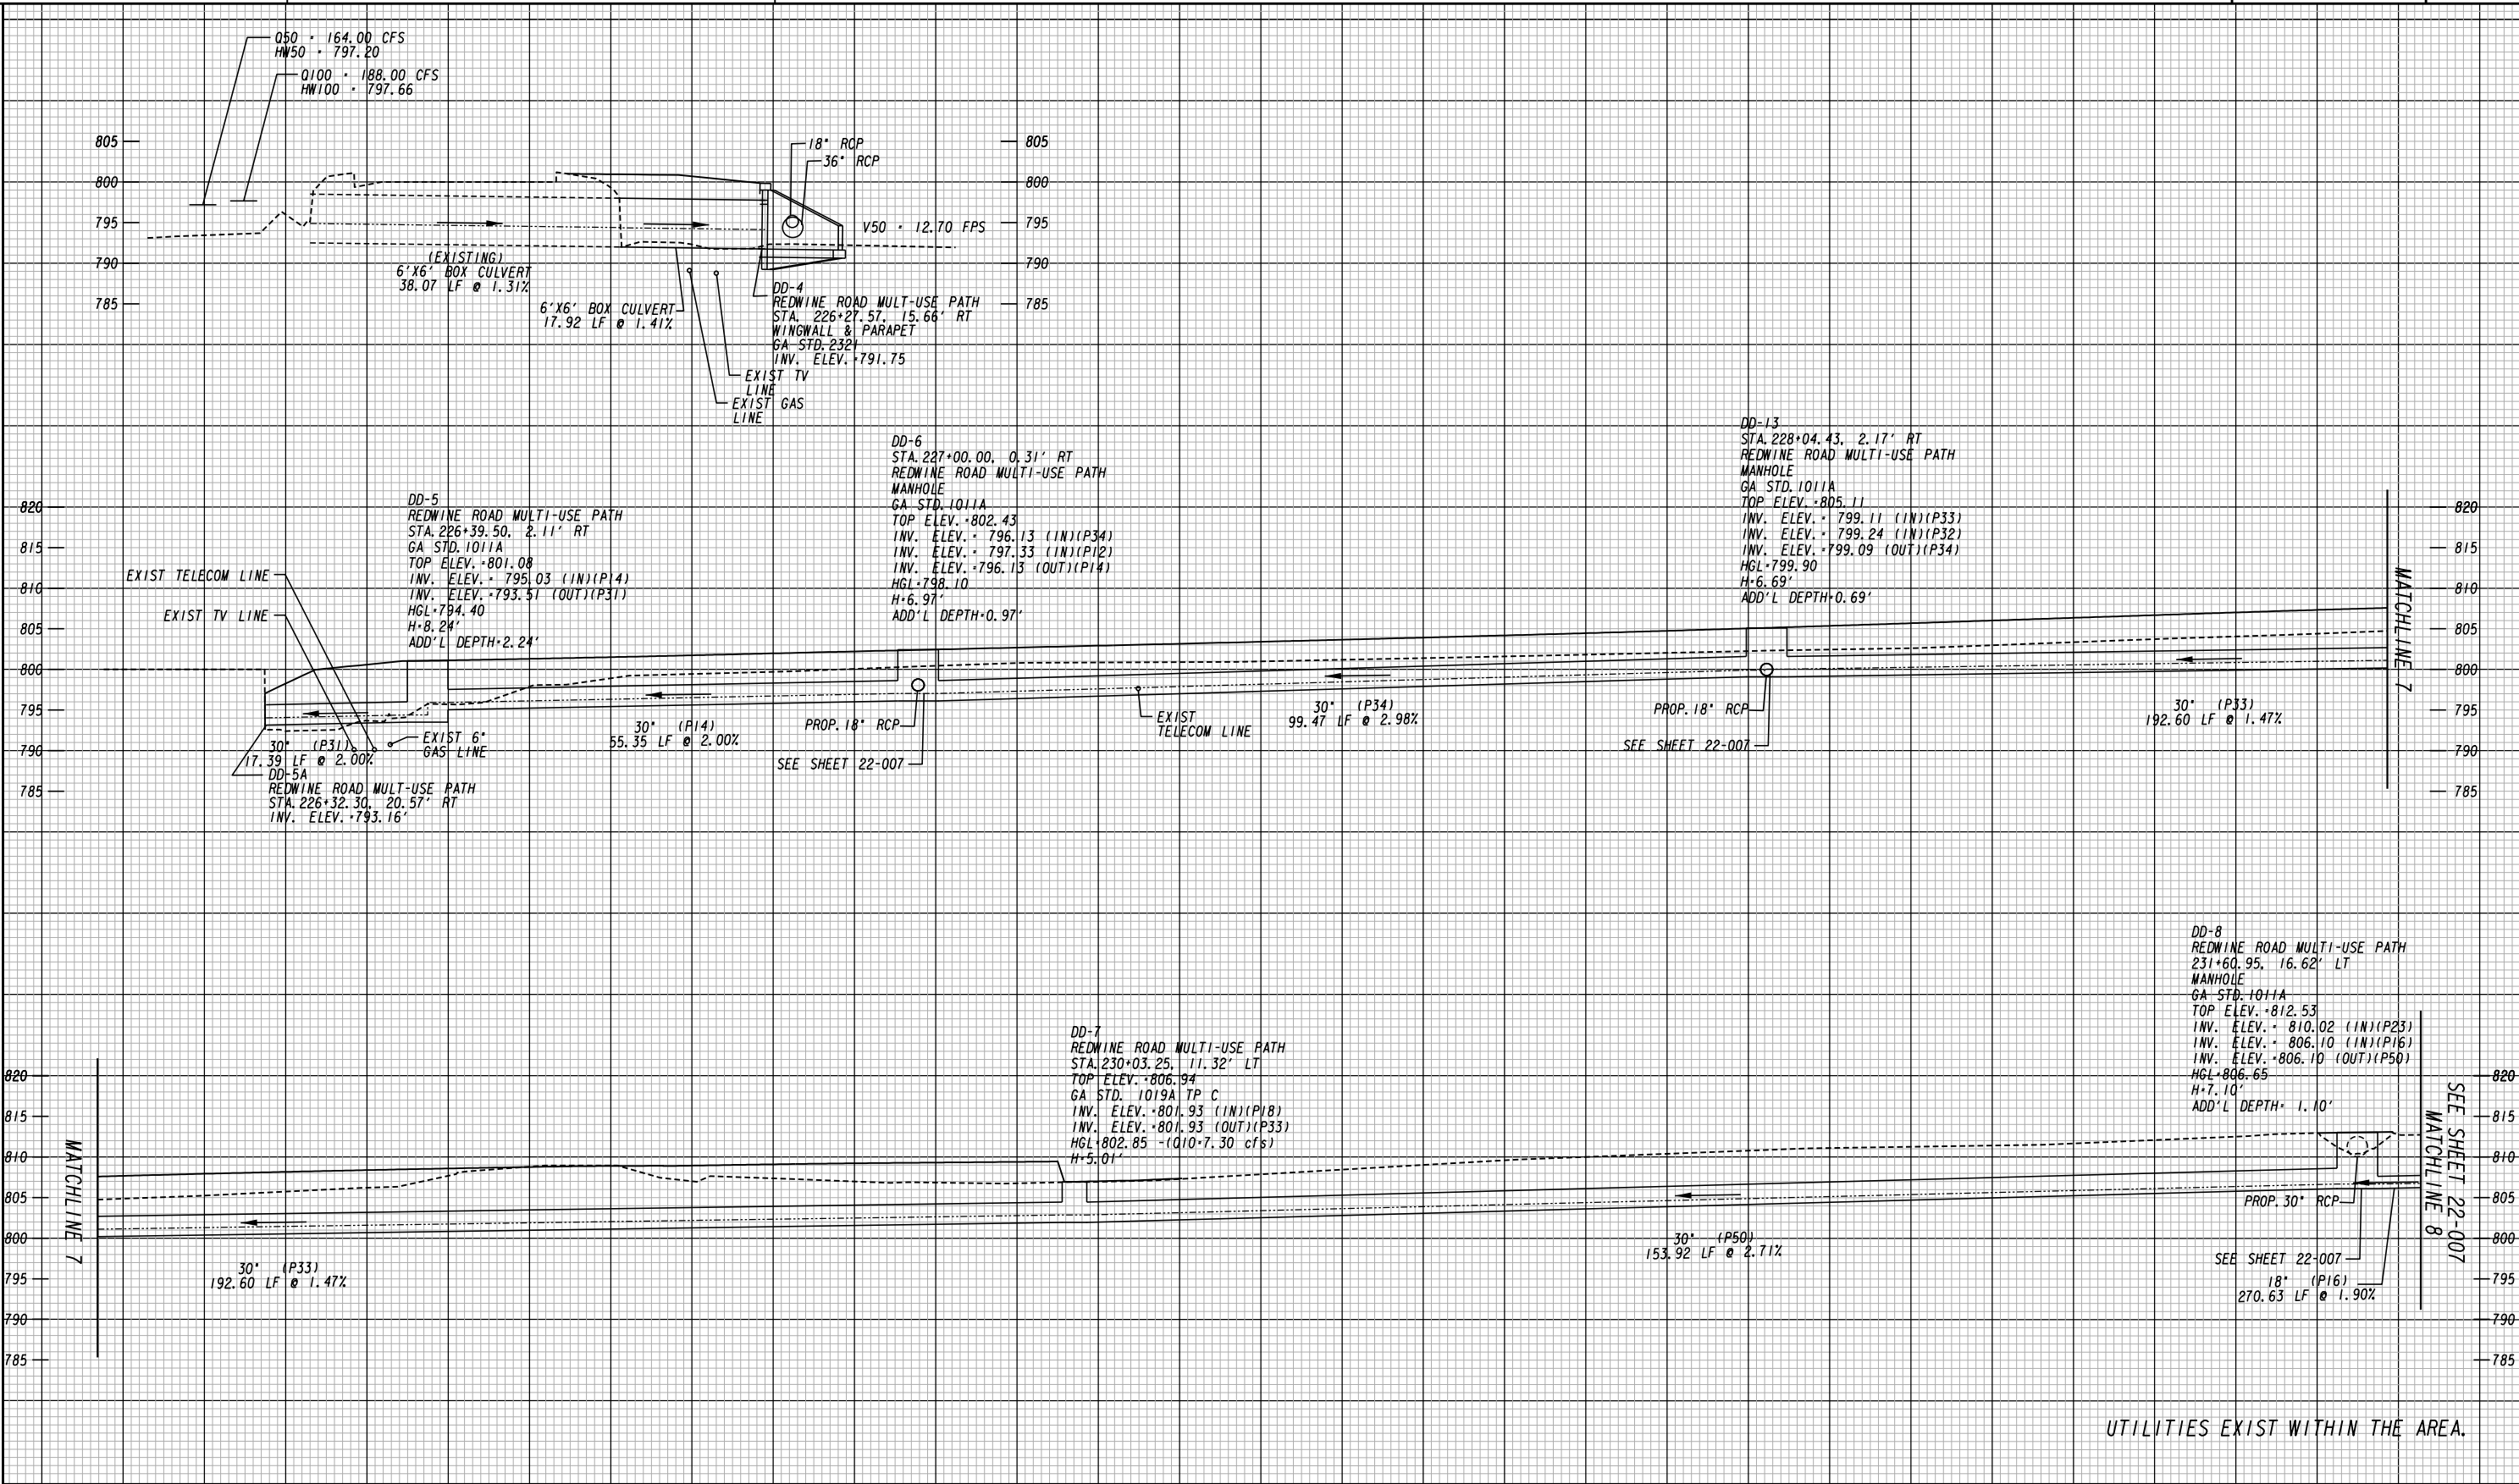 Q50 = 164.00 CFS
HW50 = 797.20
Q100 = 188.00 CFS
HW100 = 797.66
805
800
795
790
785
18" RCP
36" RCP
805
800
795
790
785
V50 = 12.70 FPS
(EXISTING)
6'X6' BOX CULVERT
38.07 LF @ 1.31%
6'X6' BOX CULVERT
17.92 LF @ 1.41%
DD-4
REDWINE ROAD MULT-USE PATH
STA. 226+27.57, 15.66' RT
WINGWALL & PARAPET
GA STD.2321
INV. ELEV.=791.75
EXIST TV
LINE
EXIST GAS
LINE
820
815
810
805
800
795
790
785
EXIST TELECOM LINE
EXIST TV LINE
DD-5
REDWINE ROAD MULTI-USE PATH
STA.226+39.50, 2.11' RT
GA STD.1011A
TOP ELEV.=801.08
INV. ELEV.= 795.03 (IN)(P14)
INV. ELEV.=793.51 (OUT)(P31)
HGL=794.40
H=8.24'
ADD'L DEPTH=2.24'
DD-6
STA.227+00.00, 0.31' RT
REDWINE ROAD MULTI-USE PATH
MANHOLE
GA STD.1011A
TOP ELEV.=802.43
INV. ELEV.= 796.13 (IN)(P34)
INV. ELEV.= 797.33 (IN)(P12)
INV. ELEV.=796.13 (OUT)(P14)
HGL=798.10
H=6.97'
ADD'L DEPTH=0.97'
DD-13
STA.228+04.43, 2.17' RT
REDWINE ROAD MULTI-USE PATH
MANHOLE
GA STD.1011A
TOP ELEV.=805.11
INV. ELEV.= 799.11 (IN)(P33)
INV. ELEV.= 799.24 (IN)(P32)
INV. ELEV.=799.09 (OUT)(P34)
HGL=799.90
H=6.69'
ADD'L DEPTH=0.69'
MATCHLINE 7
820
815
810
805
800
795
790
785
30" (P31)
17.39 LF @ 2.00%
EXIST 6"
GAS LINE
DD-5A
REDWINE ROAD MULT-USE PATH
STA.226+32.30, 20.57' RT
INV. ELEV.=793.16'
30" (P14)
55.35 LF @ 2.00%
PROP.18" RCP
SEE SHEET 22-007
EXIST
TELECOM LINE
30" (P34)
99.47 LF @ 2.98%
PROP.18" RCP
SEE SHEET 22-007
30" (P33)
192.60 LF @ 1.47%
820
815
810
805
800
795
790
785
MATCHLINE 7
30" (P33)
192.60 LF @ 1.47%
DD-7
REDWINE ROAD MULTI-USE PATH
STA.230+03.25, 11.32' LT
TOP ELEV.=806.94
GA STD. 1019A TP C
INV. ELEV.=801.93 (IN)(P18)
INV. ELEV.=801.93 (OUT)(P33)
HGL=802.85 -(Q10=7.30 cfs)
H=5.01'
30" (P50)
153.92 LF @ 2.71%
DD-8
REDWINE ROAD MULTI-USE PATH
231+60.95, 16.62' LT
MANHOLE
GA STD.1011A
TOP ELEV.=812.53
INV. ELEV.= 810.02 (IN)(P23)
INV. ELEV.= 806.10 (IN)(P16)
INV. ELEV.=806.10 (OUT)(P50)
HGL=806.65
H=7.10'
ADD'L DEPTH= 1.10'
PROP.30" RCP
SEE SHEET 22-007
18" (P16)
270.63 LF @ 1.90%
MATCHLINE 8
SEE SHEET 22-007
820
815
810
805
800
795
790
785
UTILITIES EXIST WITHIN THE AREA.